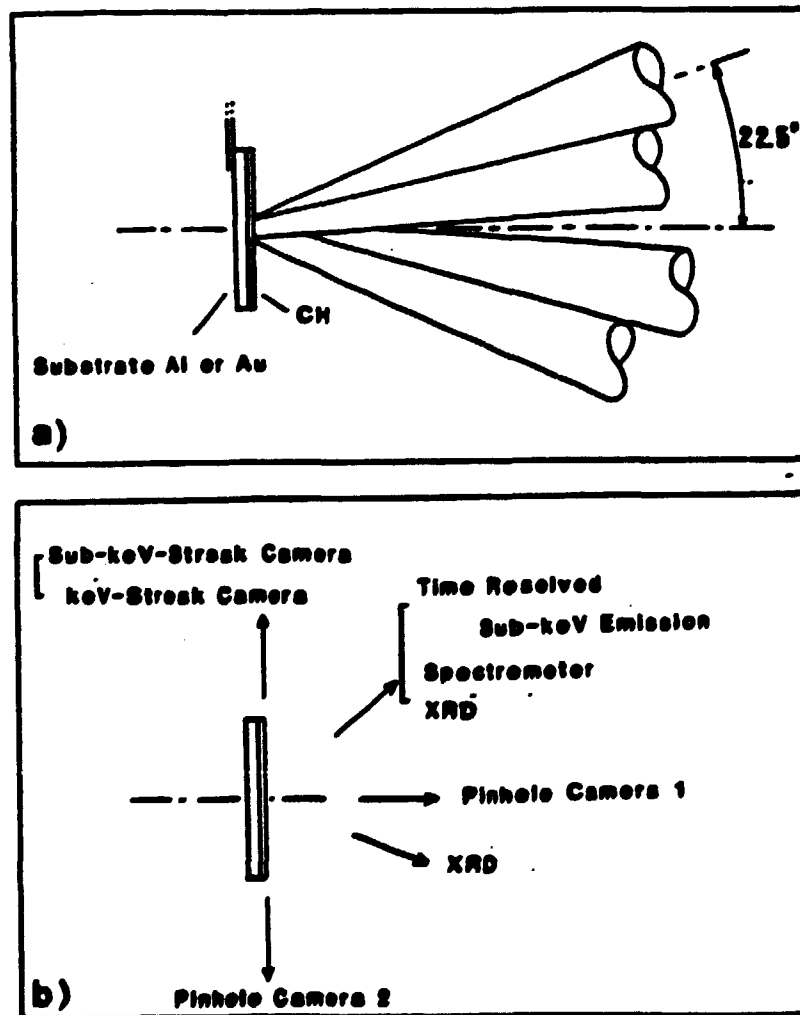 22.5°
CH
Substrate Al or Au
a)
Sub-keV-Streak Camera
keV-Streak Camera
Time Resolved
Sub-keV Emission
Spectrometer
XRD
Pinhole Camera 1
XRD
Pinhole Camera 2
b)